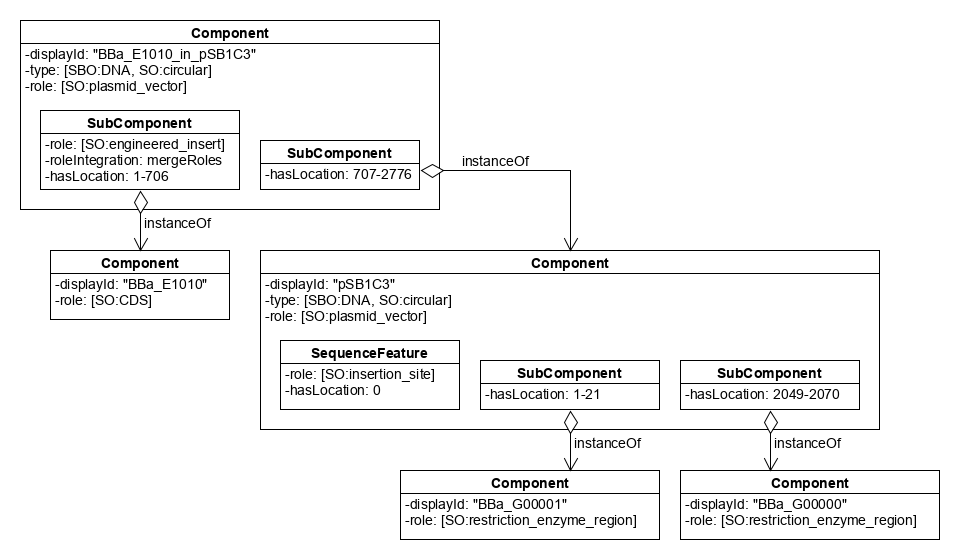 Component
-displayId: "BBa_E1010_in_pSB1C3"
-type: [SBO:DNA, SO:circular]
-role: [SO:plasmid_vector]
SubComponent
-role: [SO:engineered_insert]
-roleIntegration: mergeRoles
-hasLocation: 1-706
SubComponent
-hasLocation: 707-2776
instanceOf
instanceOf
Component
-displayId: "BBa_E1010"
-role: [SO:CDS]
Component
-displayId: "pSB1C3"
-type: [SBO:DNA, SO:circular]
-role: [SO:plasmid_vector]
SequenceFeature
-role: [SO:insertion_site]
-hasLocation: 0
SubComponent
-hasLocation: 1-21
SubComponent
-hasLocation: 2049-2070
instanceOf
instanceOf
Component
-displayId: "BBa_G00001"
-role: [SO:restriction_enzyme_region]
Component
-displayId: "BBa_G00000"
-role: [SO:restriction_enzyme_region]